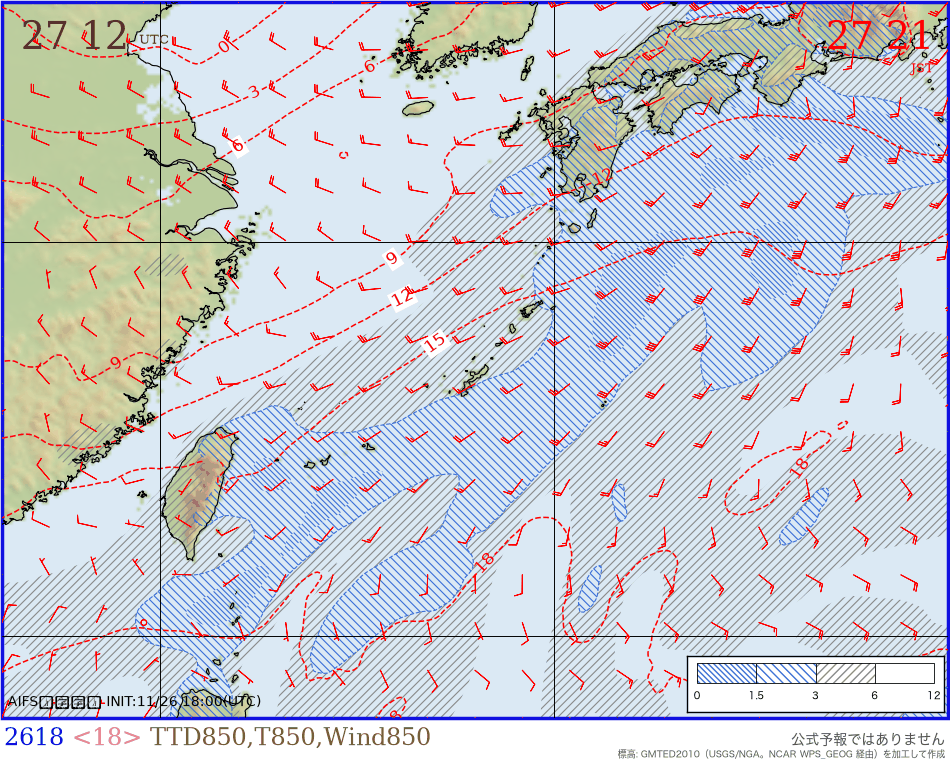 27 12 UTC
27 21
JST
0
3
6
6
12
9
12
15
9
18
18
18
AIFS INIT:11/26 18:00(UTC)
0 1.5 3 6 12
2618 <18> TTD850,T850,Wind850
公式予報ではありません
標高: GMTED2010（USGS/NGA。NCAR WPS_GEOG 経由）を加工して作成